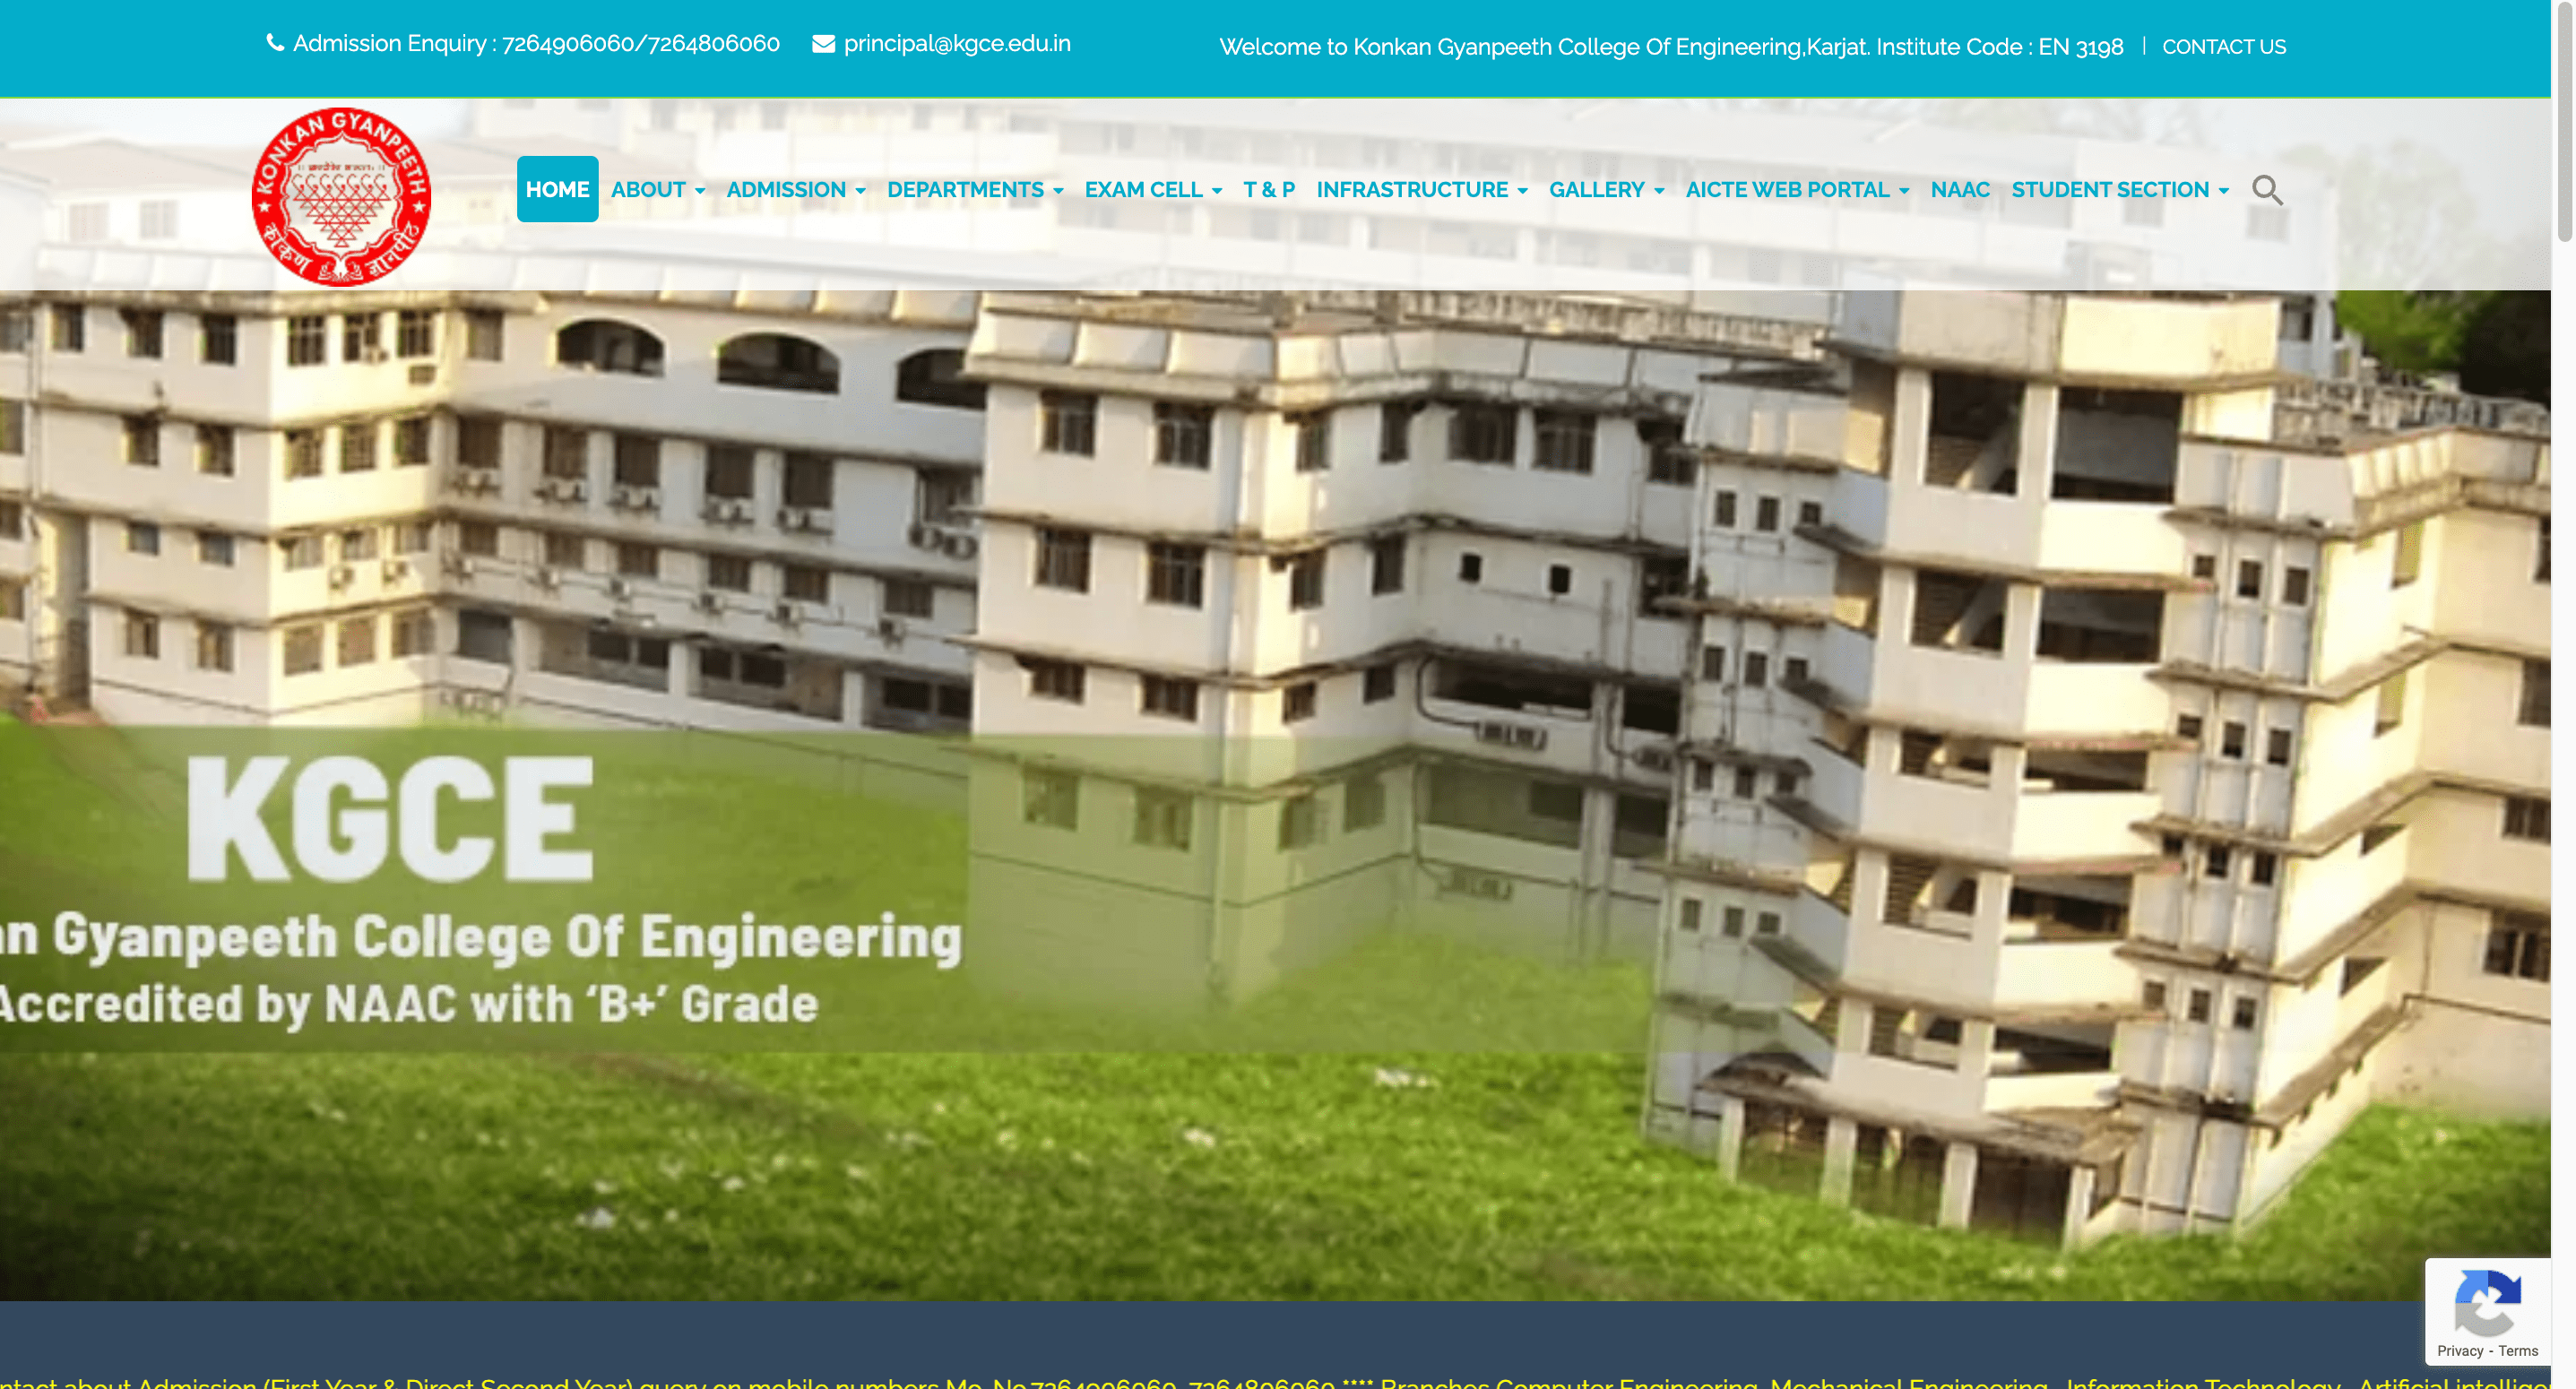 Admission Enquiry : 7264906060/7264806060
principal@kgce.edu.in
Welcome to Konkan Gyanpeeth College Of Engineering,Karjat. Institute Code : EN 3198
CONTACT US
KONKAN GYANPEETH
कोंकण ज्ञानपीठ
HOME ABOUT ADMISSION DEPARTMENTS EXAM CELL T & P INFRASTRUCTURE GALLERY AICTE WEB PORTAL NAAC STUDENT SECTION
KGCE
an Gyanpeeth College Of Engineering
Accredited by NAAC with ‘B+’ Grade
Privacy - Terms
ntact about Admission (First Year & Direct Second Year) query on mobile numbers Mo. No.7264906060, 7264806060 **** Branches Computer Engineering, Mechanical Engineering, Information Technology, Artificial intellige